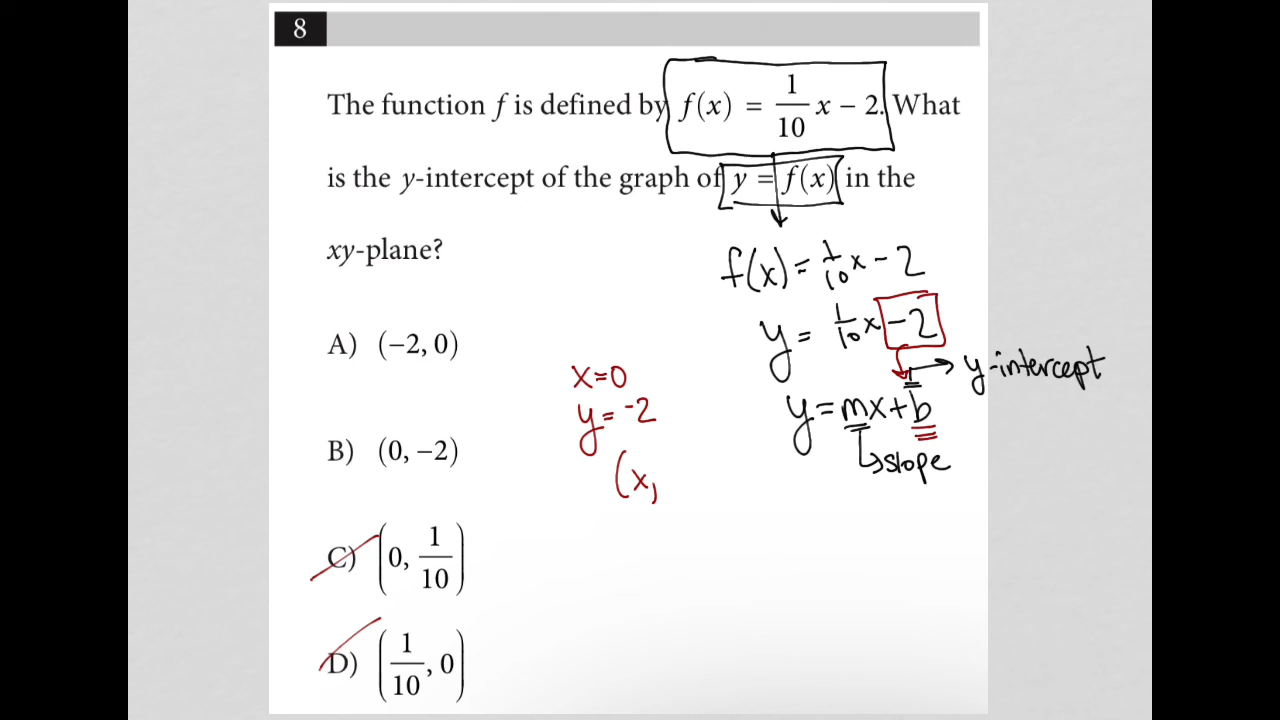 8
The function f is defined by f(x) = 1/10 x − 2. What
is the y-intercept of the graph of y = f(x) in the
xy-plane?
f(x) = 1/10 x − 2
y = 1/10 x − 2
y-intercept
y = mx + b
slope
A) (−2, 0)
x=0
y = -2
(x,
B) (0, −2)
C) (0, 1/10)
D) (1/10, 0)